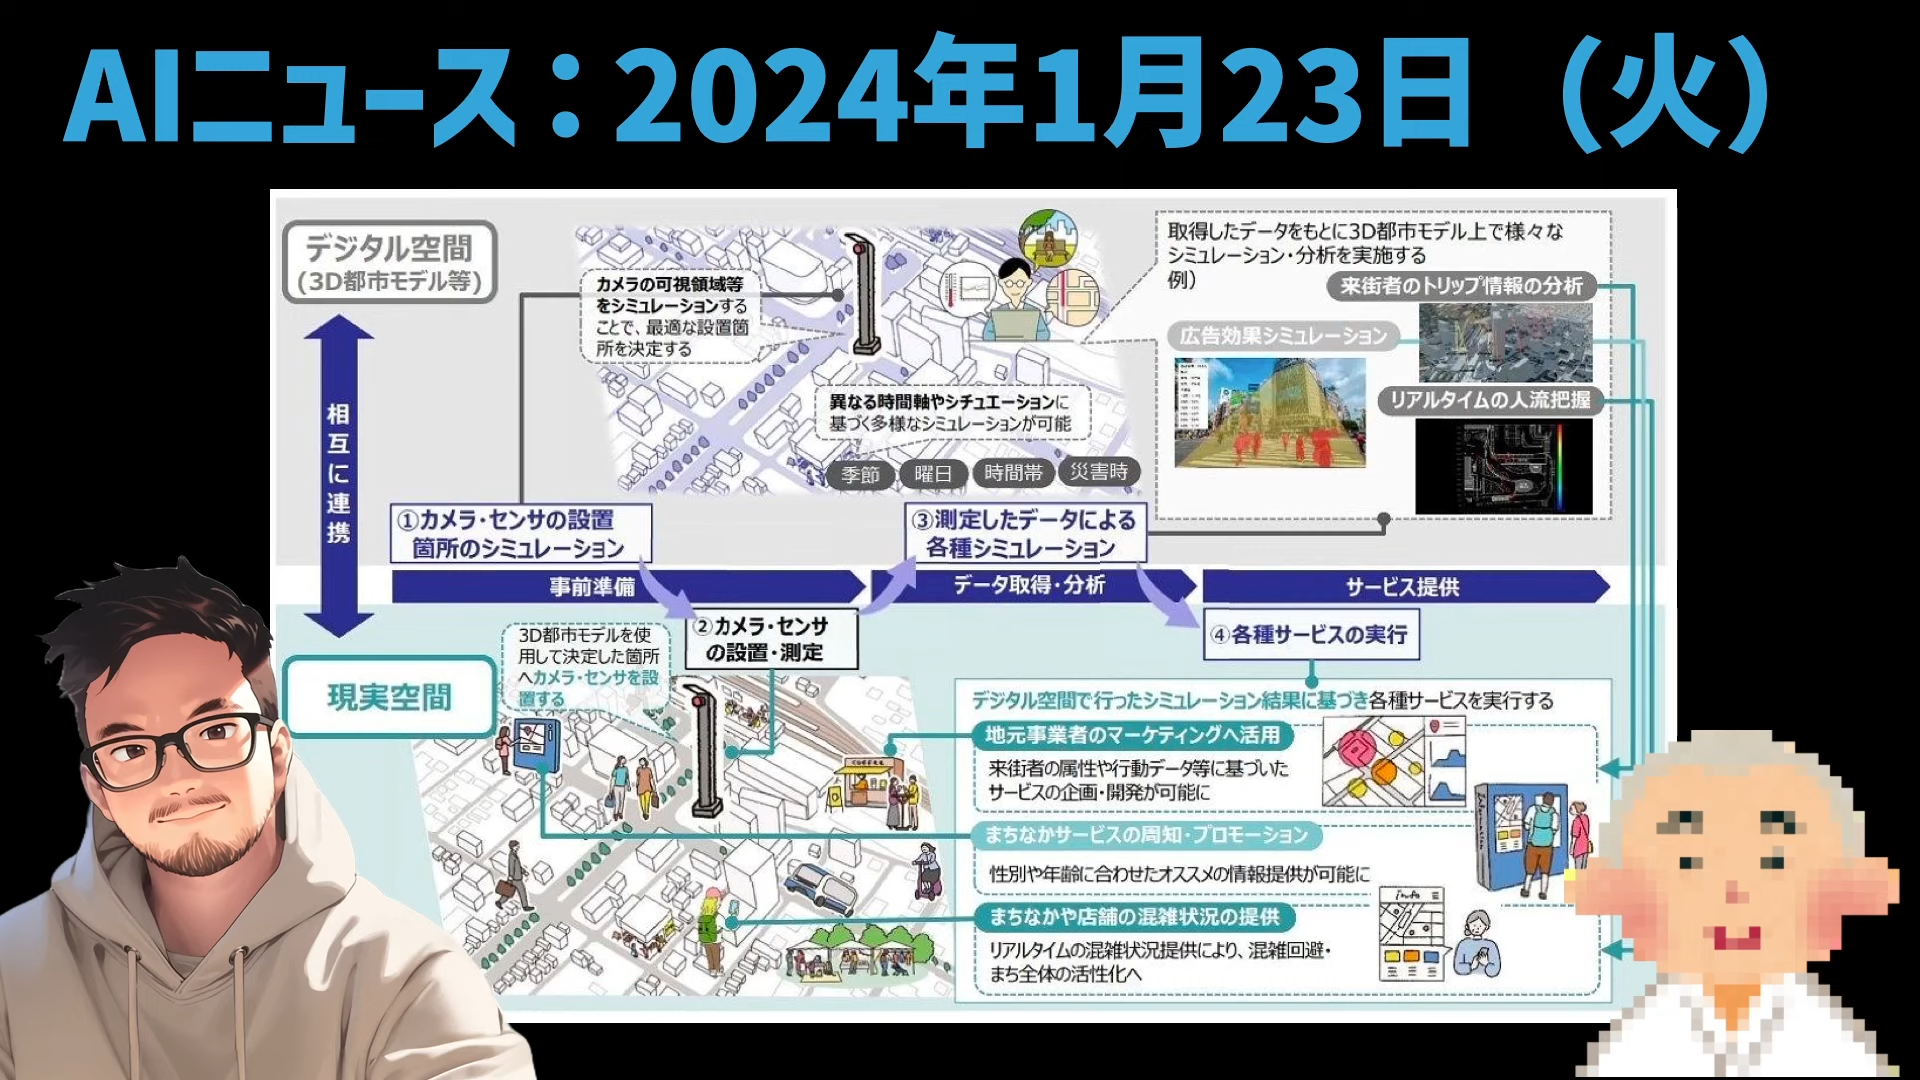 AIニュース：2024年1月23日（火）
デジタル空間
(3D都市モデル等)
相互に連携
現実空間
カメラの可視領域等
をシミュレーションする
ことで、最適な設置箇
所を決定する
異なる時間軸やシチュエーションに
基づく多様なシミュレーションが可能
季節
曜日
時間帯
災害時
取得したデータをもとに3D都市モデル上で様々な
シミュレーション・分析を実施する
例）
来街者のトリップ情報の分析
広告効果シミュレーション
リアルタイムの人流把握
①カメラ・センサの設置
箇所のシミュレーション
③測定したデータによる
各種シミュレーション
事前準備
データ取得・分析
サービス提供
3D都市モデルを使
用して決定した箇所
へカメラ・センサを設
置する
②カメラ・センサ
の設置・測定
④各種サービスの実行
デジタル空間で行ったシミュレーション結果に基づき各種サービスを実行する
地元事業者のマーケティングへ活用
来街者の属性や行動データ等に基づいた
サービスの企画・開発が可能に
まちなかサービスの周知・プロモーション
性別や年齢に合わせたオススメの情報提供が可能に
まちなかや店舗の混雑状況の提供
リアルタイムの混雑状況提供により、混雑回避・
まち全体の活性化へ
COFFEE